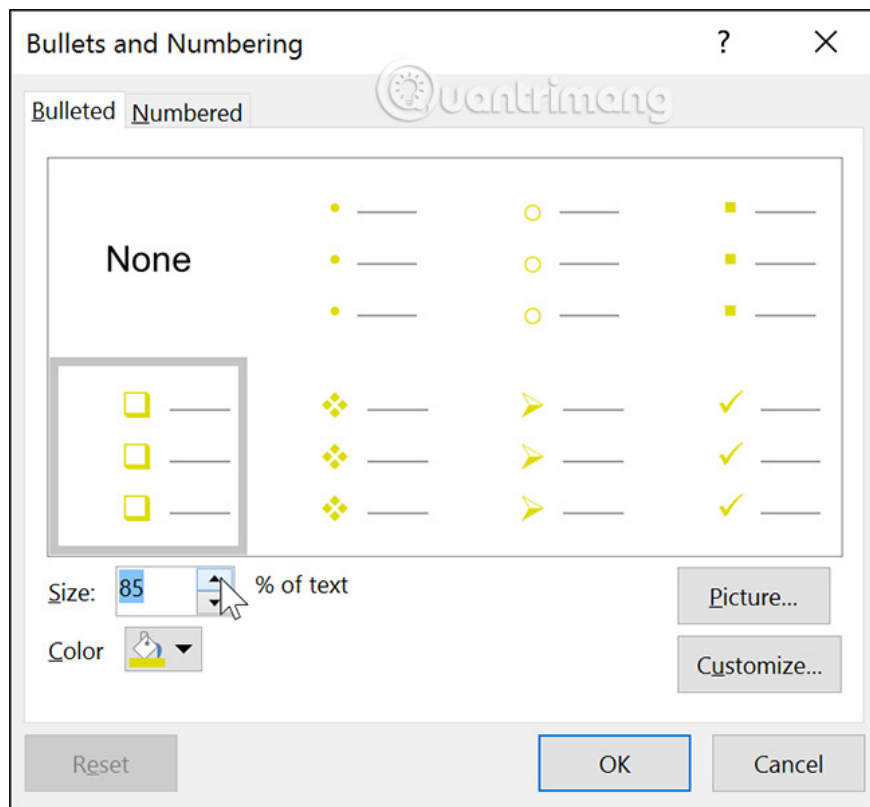 Bullets and Numbering ? ×
Quantrimang
Bulleted Numbered
None
Size: 85 % of text
Picture...
Color
Customize...
Reset OK Cancel